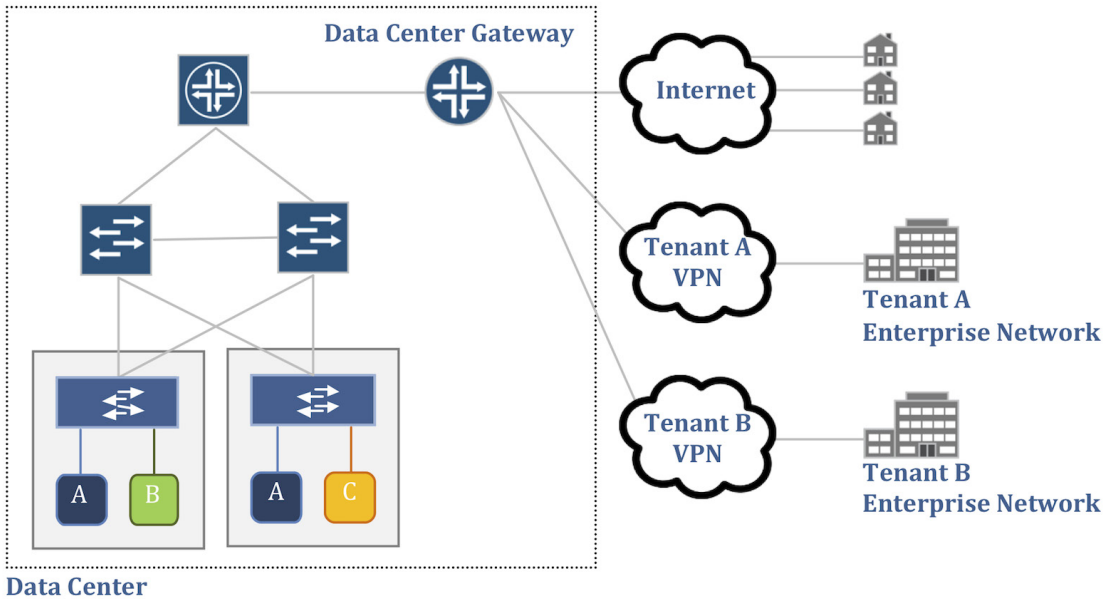 Data Center Gateway
Internet
Tenant A
VPN
Tenant A
Enterprise Network
Tenant B
VPN
Tenant B
Enterprise Network
A
B
A
C
Data Center